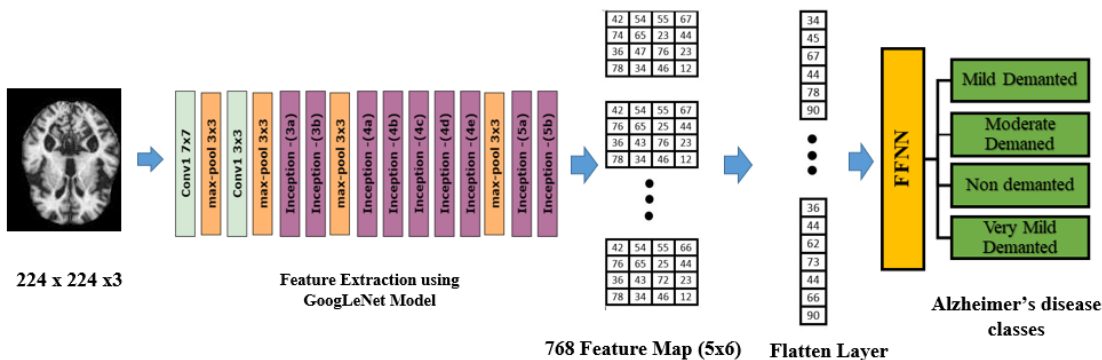 224 x 224 x3
Conv1 7x7
max-pool 3x3
Conv1 3x3
max-pool 3x3
Inception -(3a)
Inception -(3b)
max-pool 3x3
Inception -(4a)
Inception -(4b)
Inception -(4c)
Inception -(4d)
Inception -(4e)
max-pool 3x3
Inception -(5a)
Inception -(5b)
Feature Extraction using
GoogLeNet Model
42 54 55 67
74 65 23 44
36 47 76 23
78 34 46 12
42 54 55 67
76 65 25 44
36 43 76 23
78 34 46 12
42 54 55 66
76 65 25 44
36 43 72 23
78 34 46 12
768 Feature Map (5x6)
34
45
67
44
78
90
36
44
62
73
44
66
90
Flatten Layer
FFNN
Mild Demanted
Moderate
Demaned
Non demanted
Very Mild
Demanted
Alzheimer's disease
classes